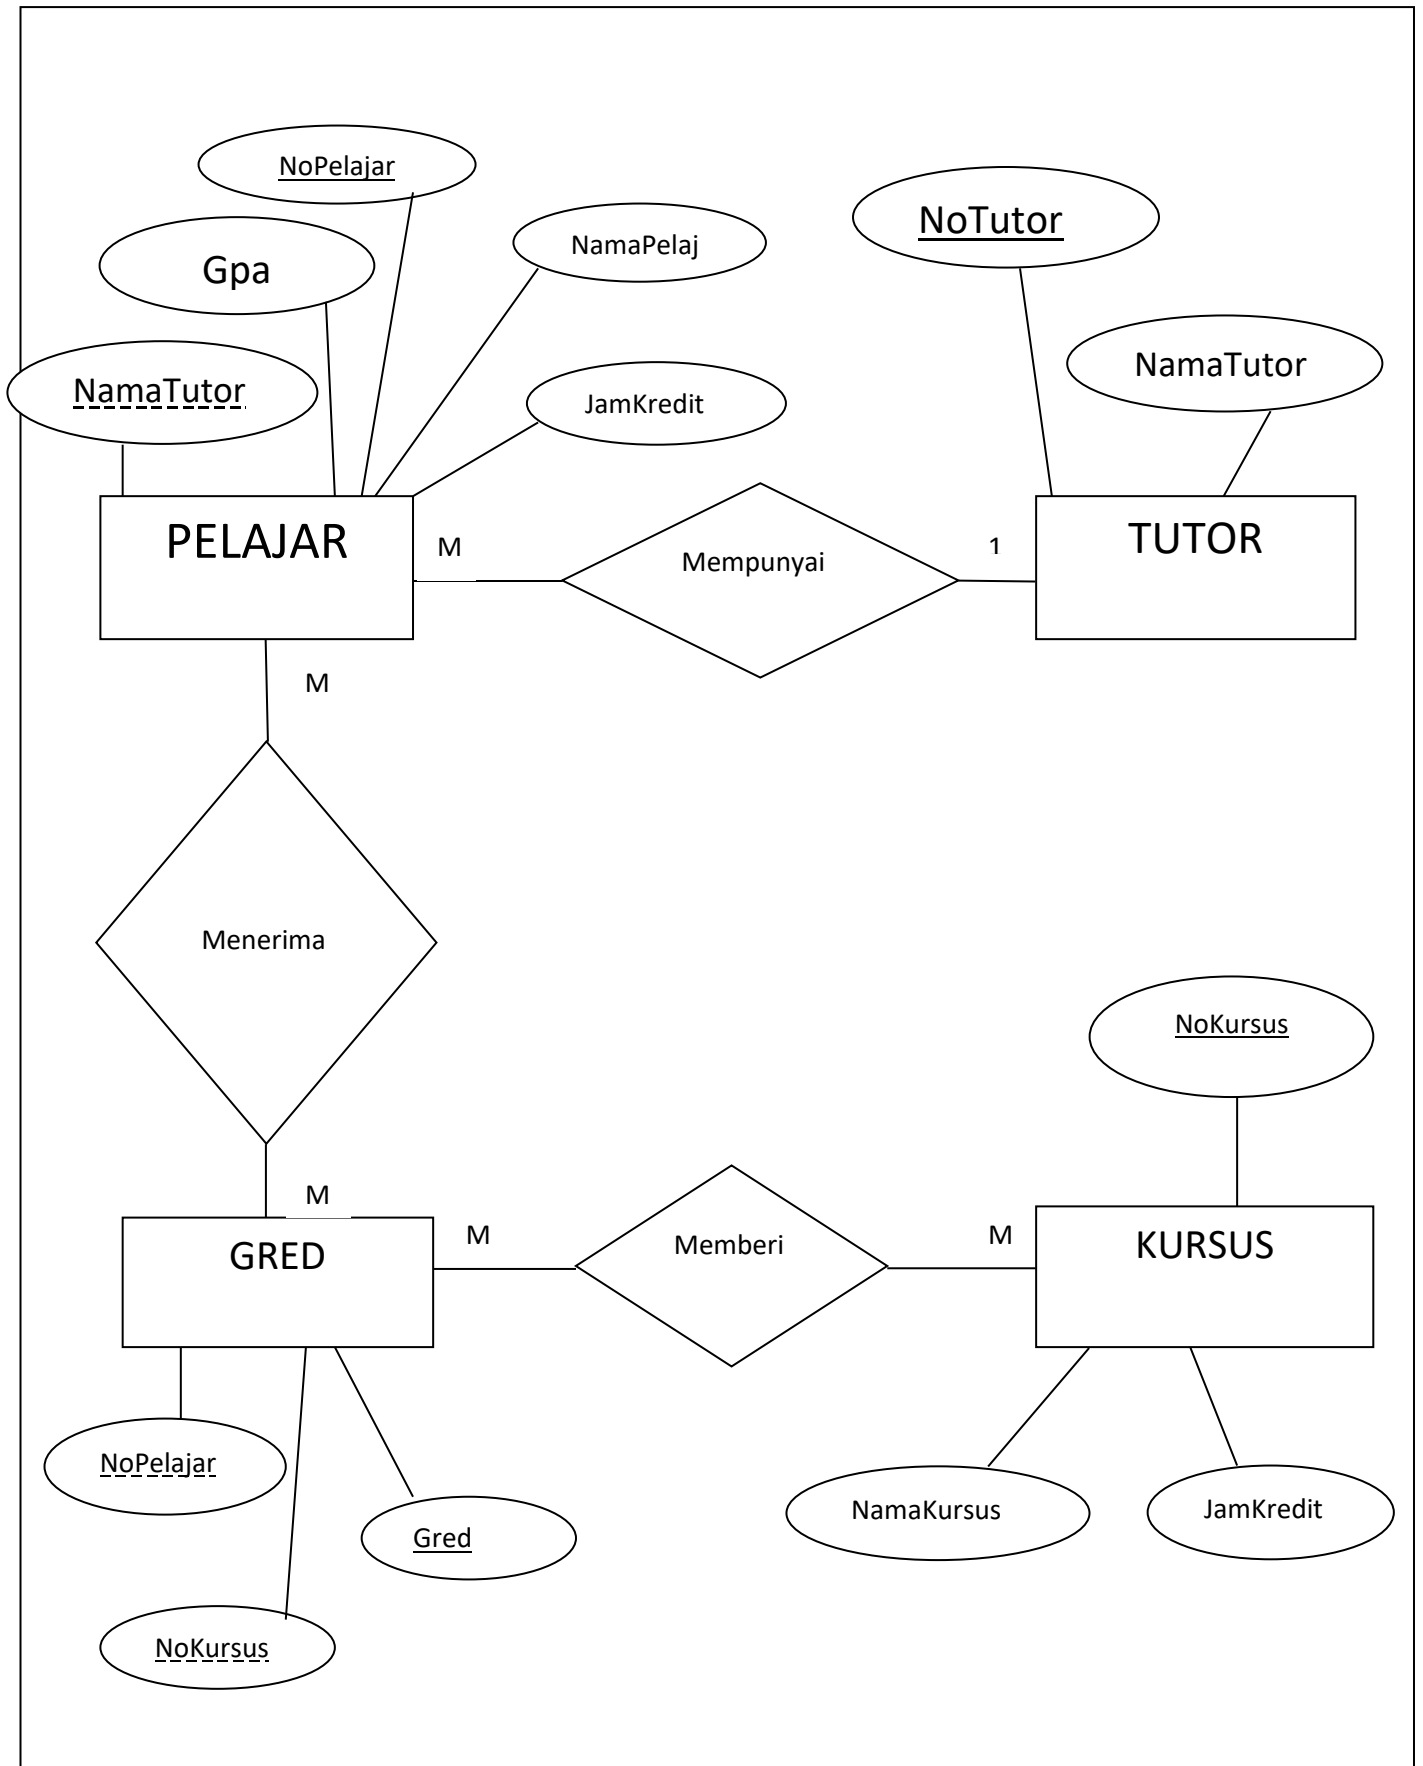 NoPelajar
NoTutor
NamaPelaj
Gpa
NamaTutor
NamaTutor
JamKredit
PELAJAR
M
Mempunyai
1
TUTOR
M
Menerima
NoKursus
M
GRED
M
Memberi
M
KURSUS
NoPelajar
Gred
NamaKursus
JamKredit
NoKursus